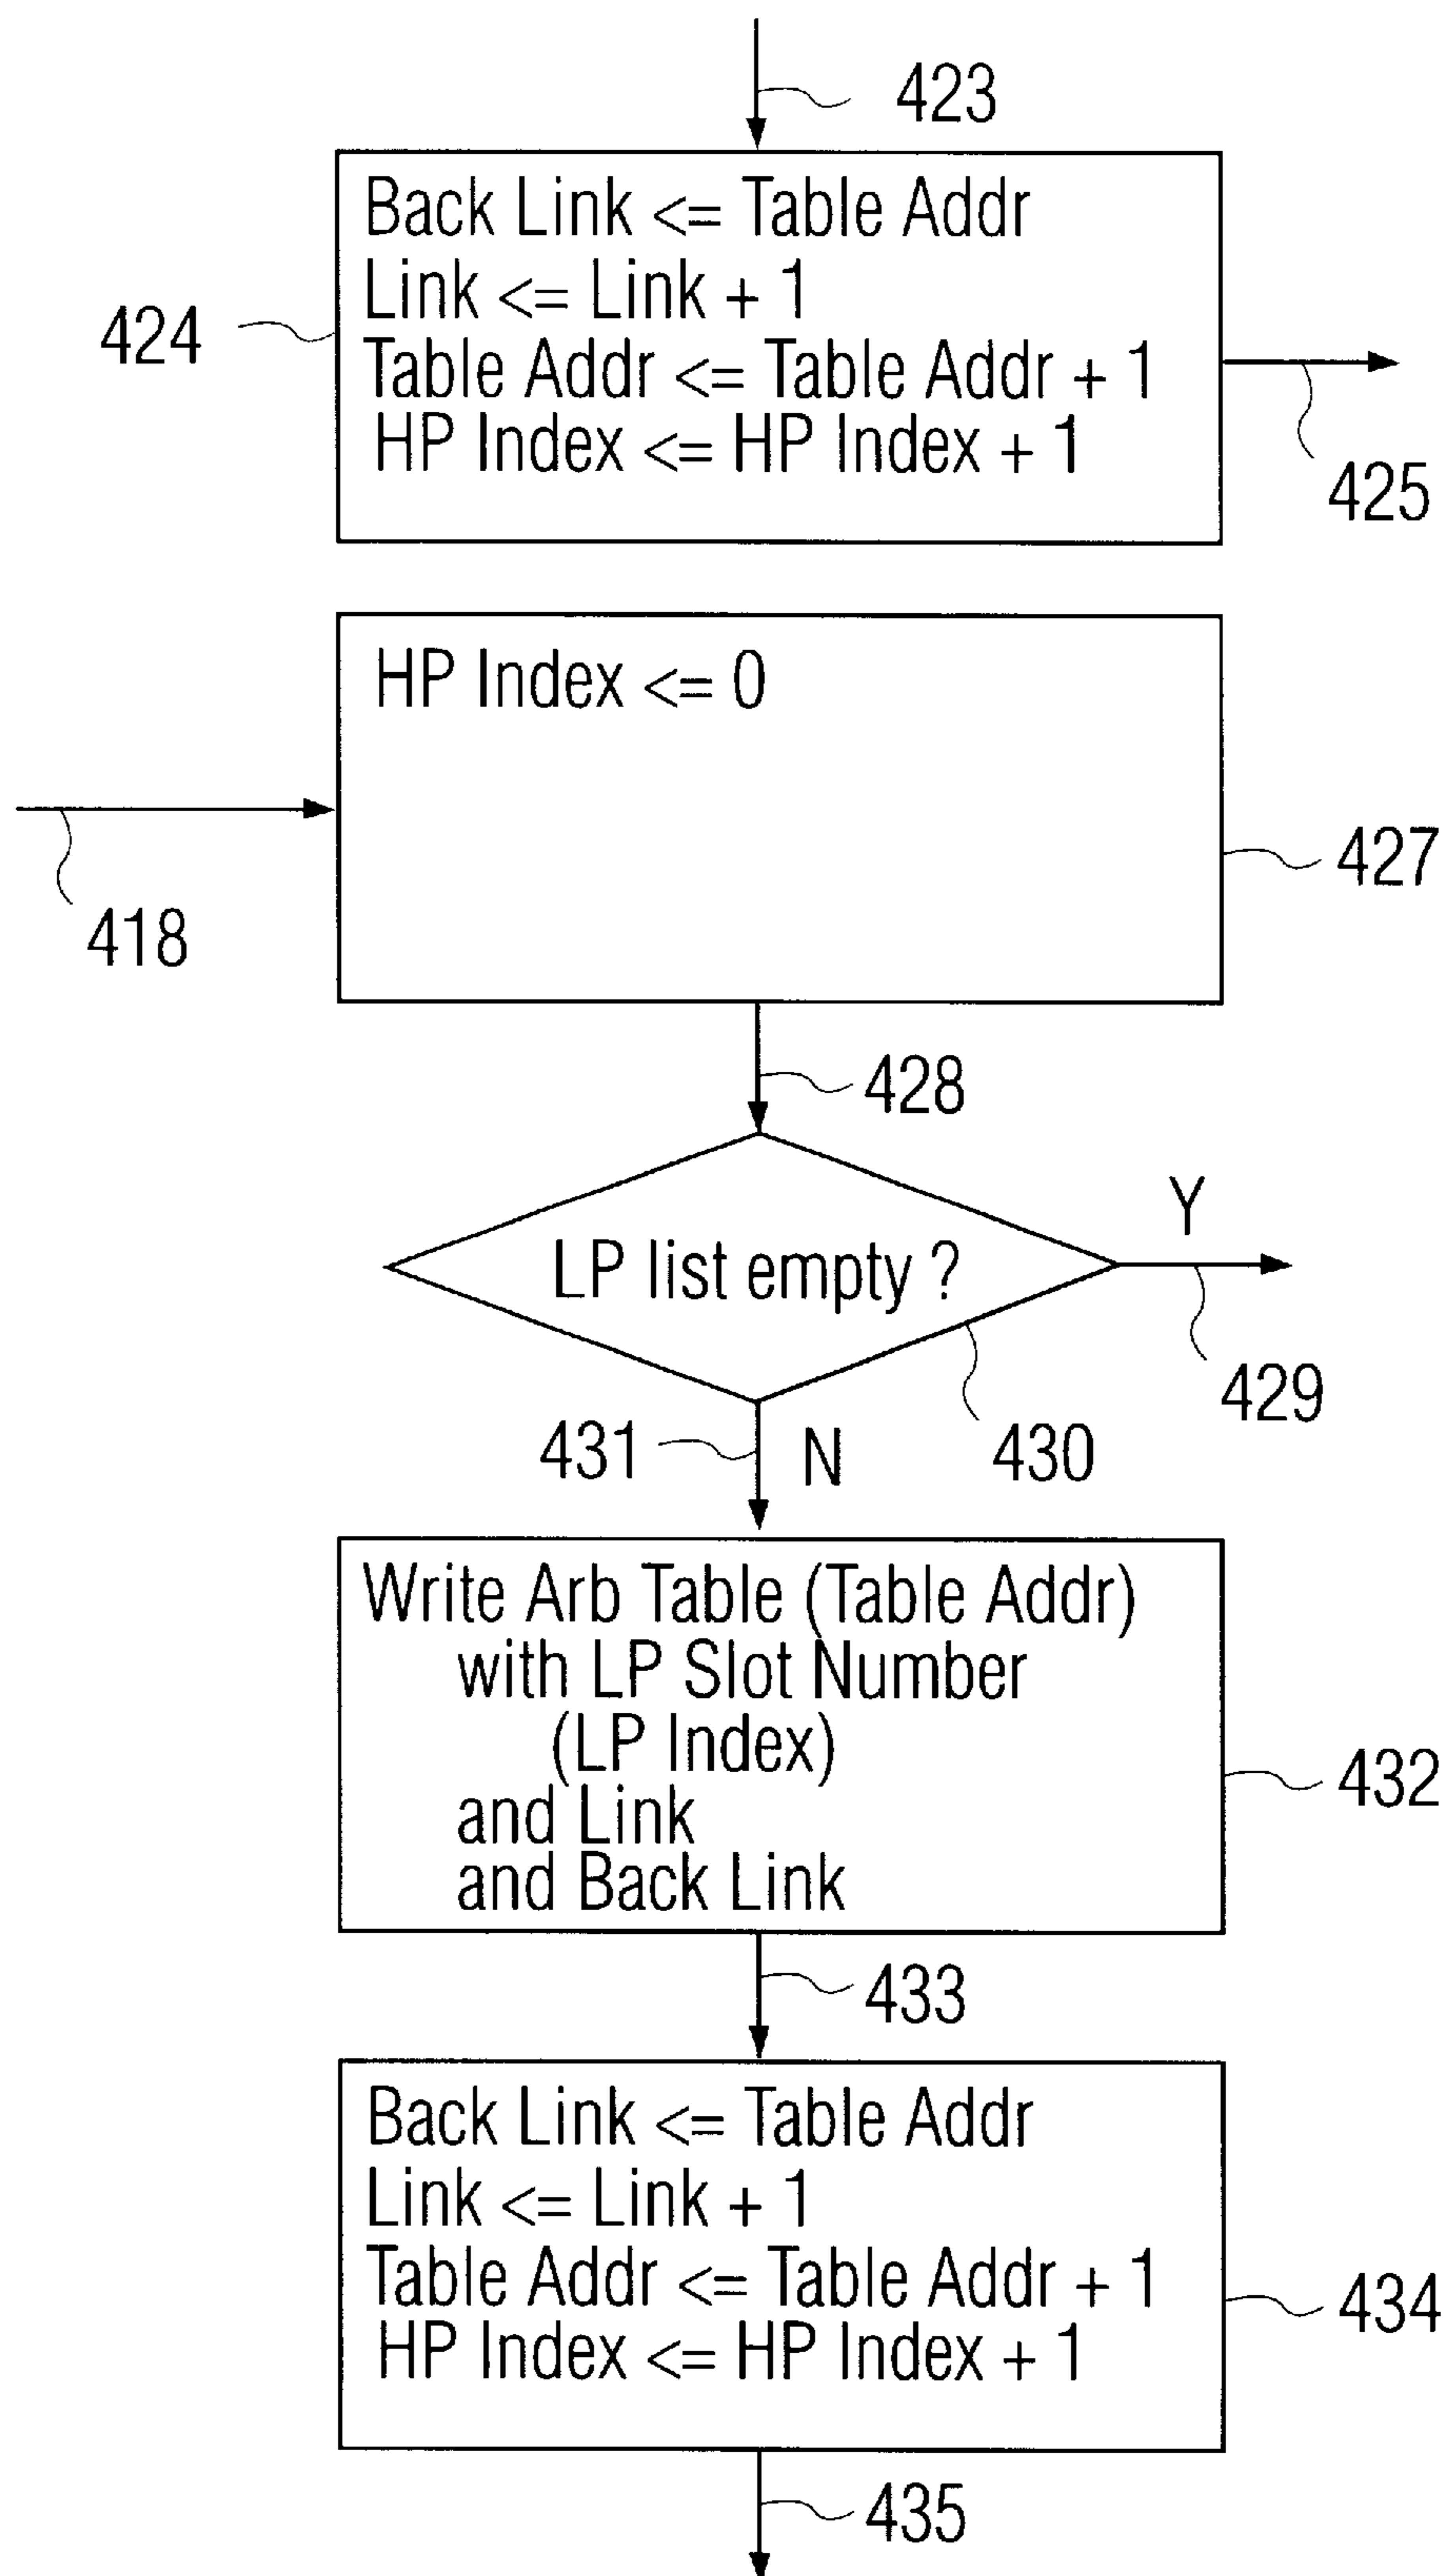 423
Back Link <= Table Addr
Link <= Link + 1
424
Table Addr <= Table Addr + 1
HP Index <= HP Index + 1
425
HP Index <= 0
427
418
428
Y
LP list empty ?
429
431
N
430
Write Arb Table (Table Addr)
with LP Slot Number
(LP Index)
432
and Link
and Back Link
433
Back Link <= Table Addr
Link <= Link + 1
Table Addr <= Table Addr + 1
434
HP Index <= HP Index + 1
435